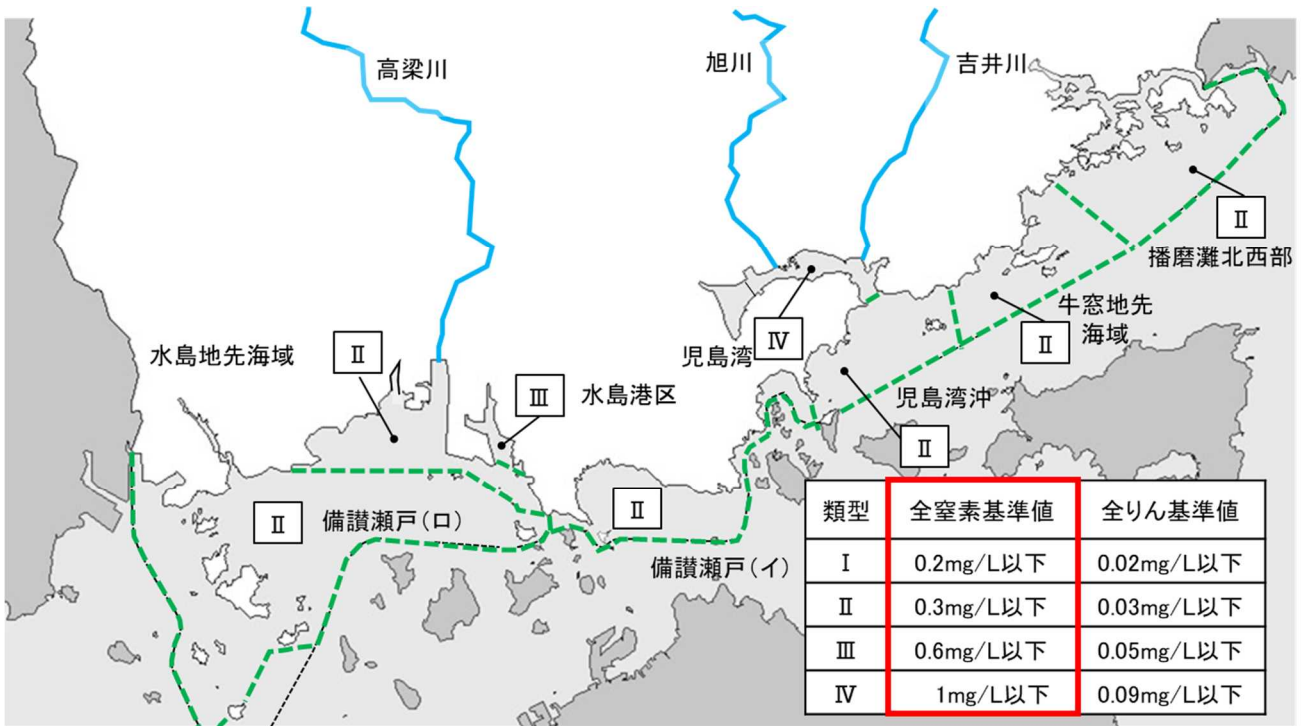 高梁川
旭川
吉井川
Ⅱ
播磨灘北西部
牛窓地先
海域
Ⅱ
水島地先海域
Ⅱ
Ⅲ
水島港区
児島湾
Ⅳ
児島湾沖
Ⅱ
Ⅱ
備讃瀬戸(ロ)
Ⅱ
備讃瀬戸(イ)
類型 全窒素基準値 全りん基準値
Ⅰ 0.2mg/L以下 0.02mg/L以下
Ⅱ 0.3mg/L以下 0.03mg/L以下
Ⅲ 0.6mg/L以下 0.05mg/L以下
Ⅳ 1mg/L以下 0.09mg/L以下